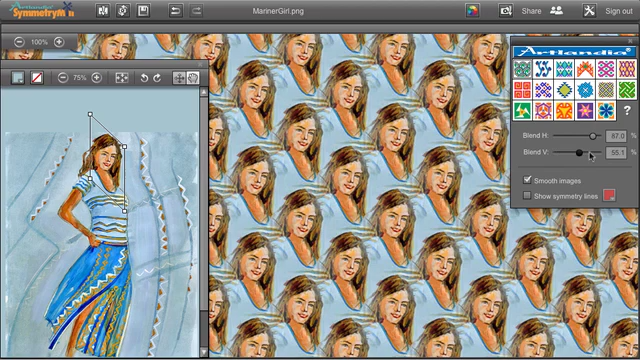 Artlandia
SymmetryMill
MarinerGirl.png
Share
Sign out
100%
75%
Artlandia®
?
Blend H: 87.0 %
Blend V: 55.1 %
Smooth images
Show symmetry lines